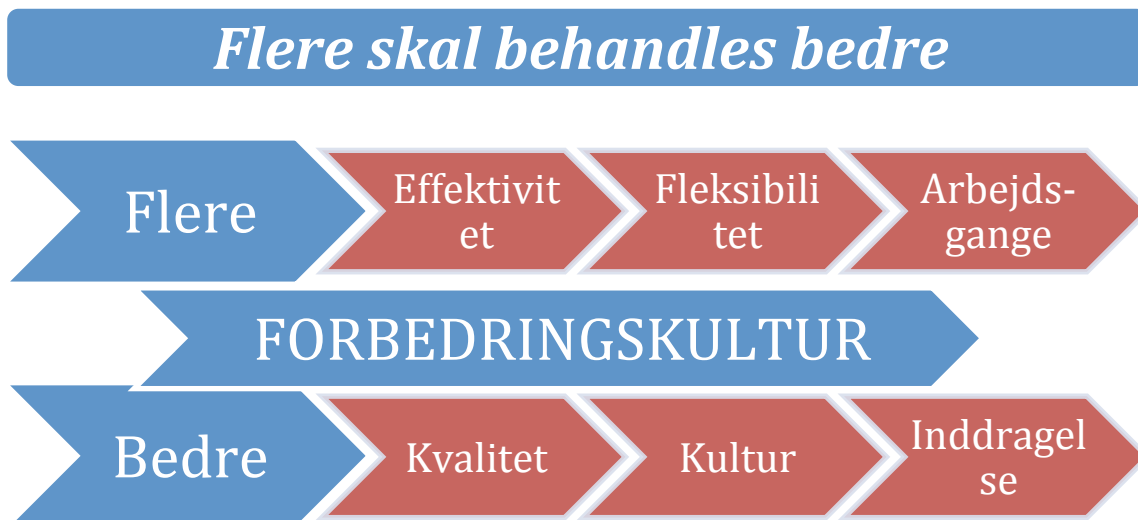 Flere skal behandles bedre
Flere
Effektivit
et
Fleksibili
tet
Arbejds-
gange
FORBEDRINGSKULTUR
Bedre
Kvalitet
Kultur
Inddragel
se